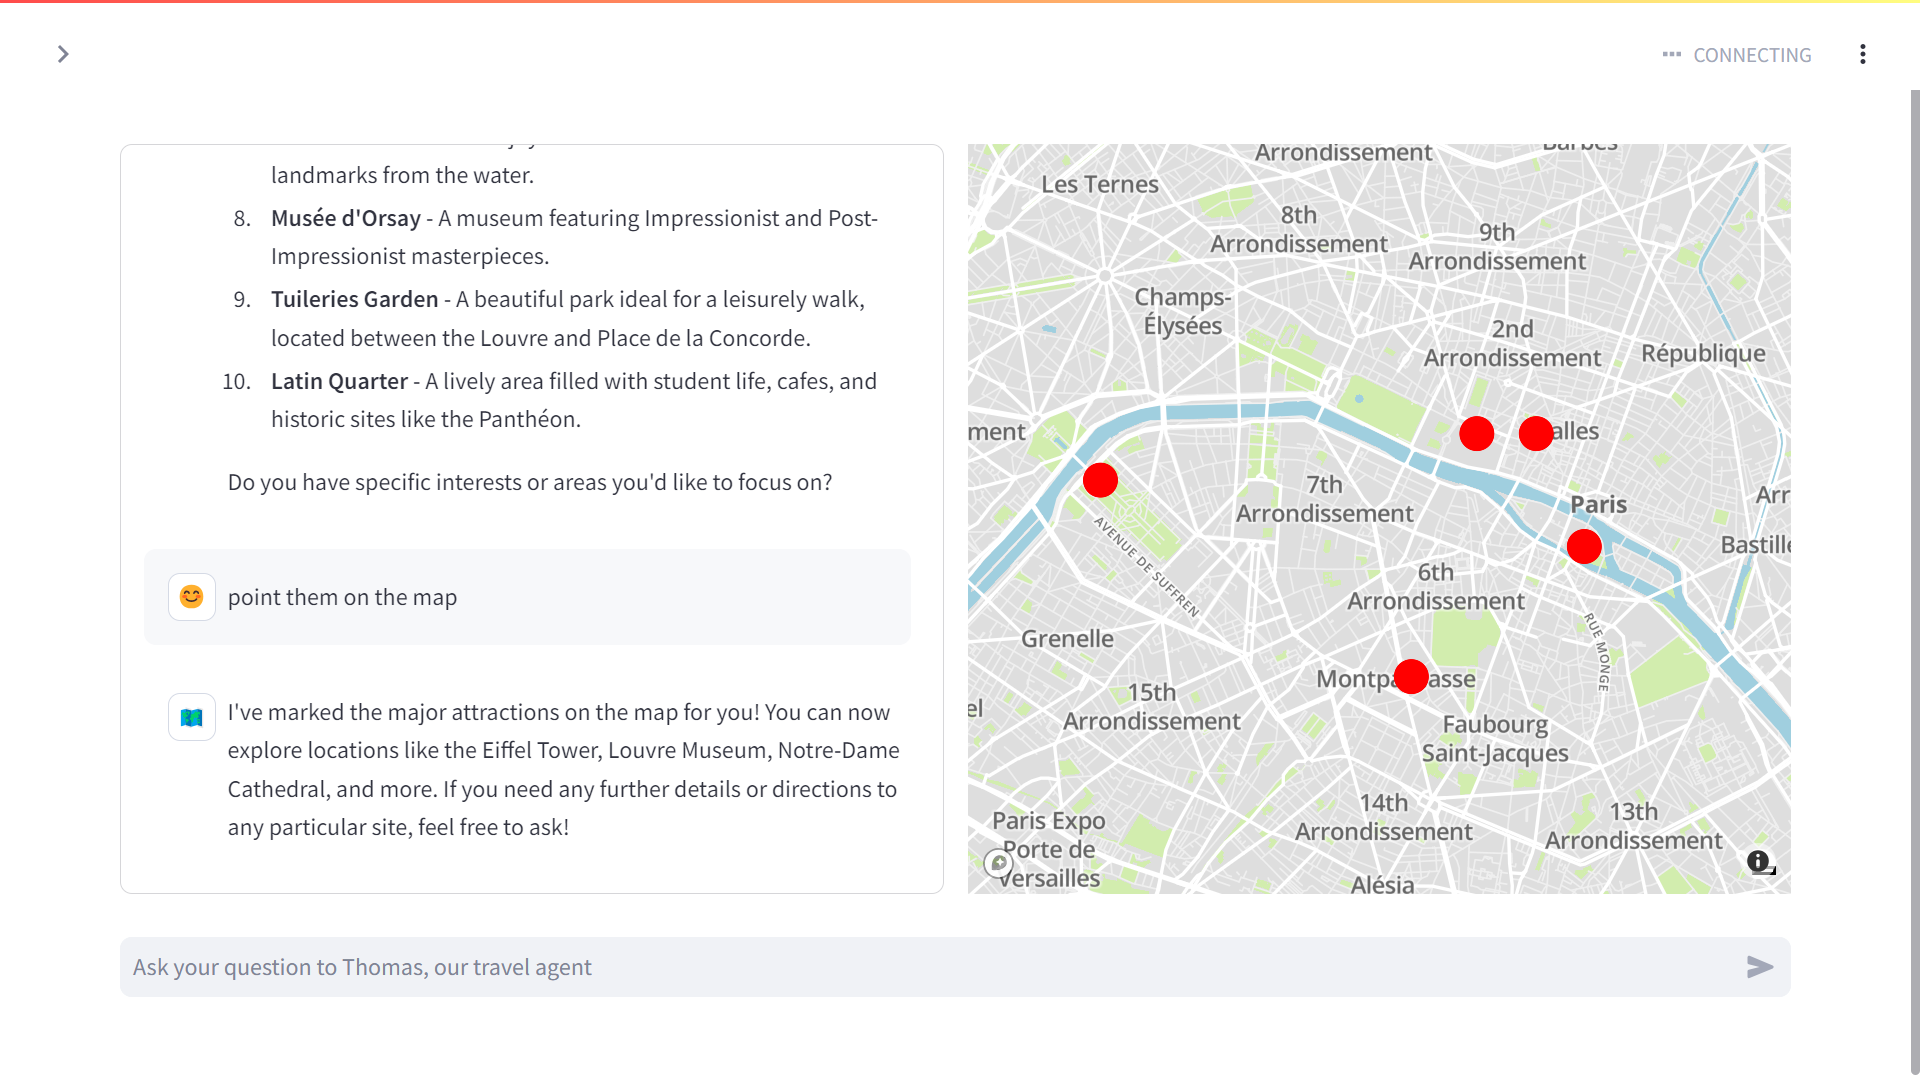 CONNECTING
landmarks from the water.
8. Musée d'Orsay - A museum featuring Impressionist and Post-
Impressionist masterpieces.
9. Tuileries Garden - A beautiful park ideal for a leisurely walk,
located between the Louvre and Place de la Concorde.
10. Latin Quarter - A lively area filled with student life, cafes, and
historic sites like the Panthéon.
Do you have specific interests or areas you'd like to focus on?
point them on the map
I've marked the major attractions on the map for you! You can now
explore locations like the Eiffel Tower, Louvre Museum, Notre-Dame
Cathedral, and more. If you need any further details or directions to
any particular site, feel free to ask!
Arrondissement
Les Ternes
8th
Arrondissement
9th
Arrondissement
Champs-
Élysées
2nd
Arrondissement
République
ment
alles
7th
Arrondissement
Paris
Arr
Bastille
AVENUE DE SUFFREN
6th
Arrondissement
RUE MONGE
Grenelle
15th
Arrondissement
el
Faubourg
Saint-Jacques
14th
Arrondissement
13th
Arrondissement
Paris Expo
Porte de
Versailles
Alésia
Ask your question to Thomas, our travel agent